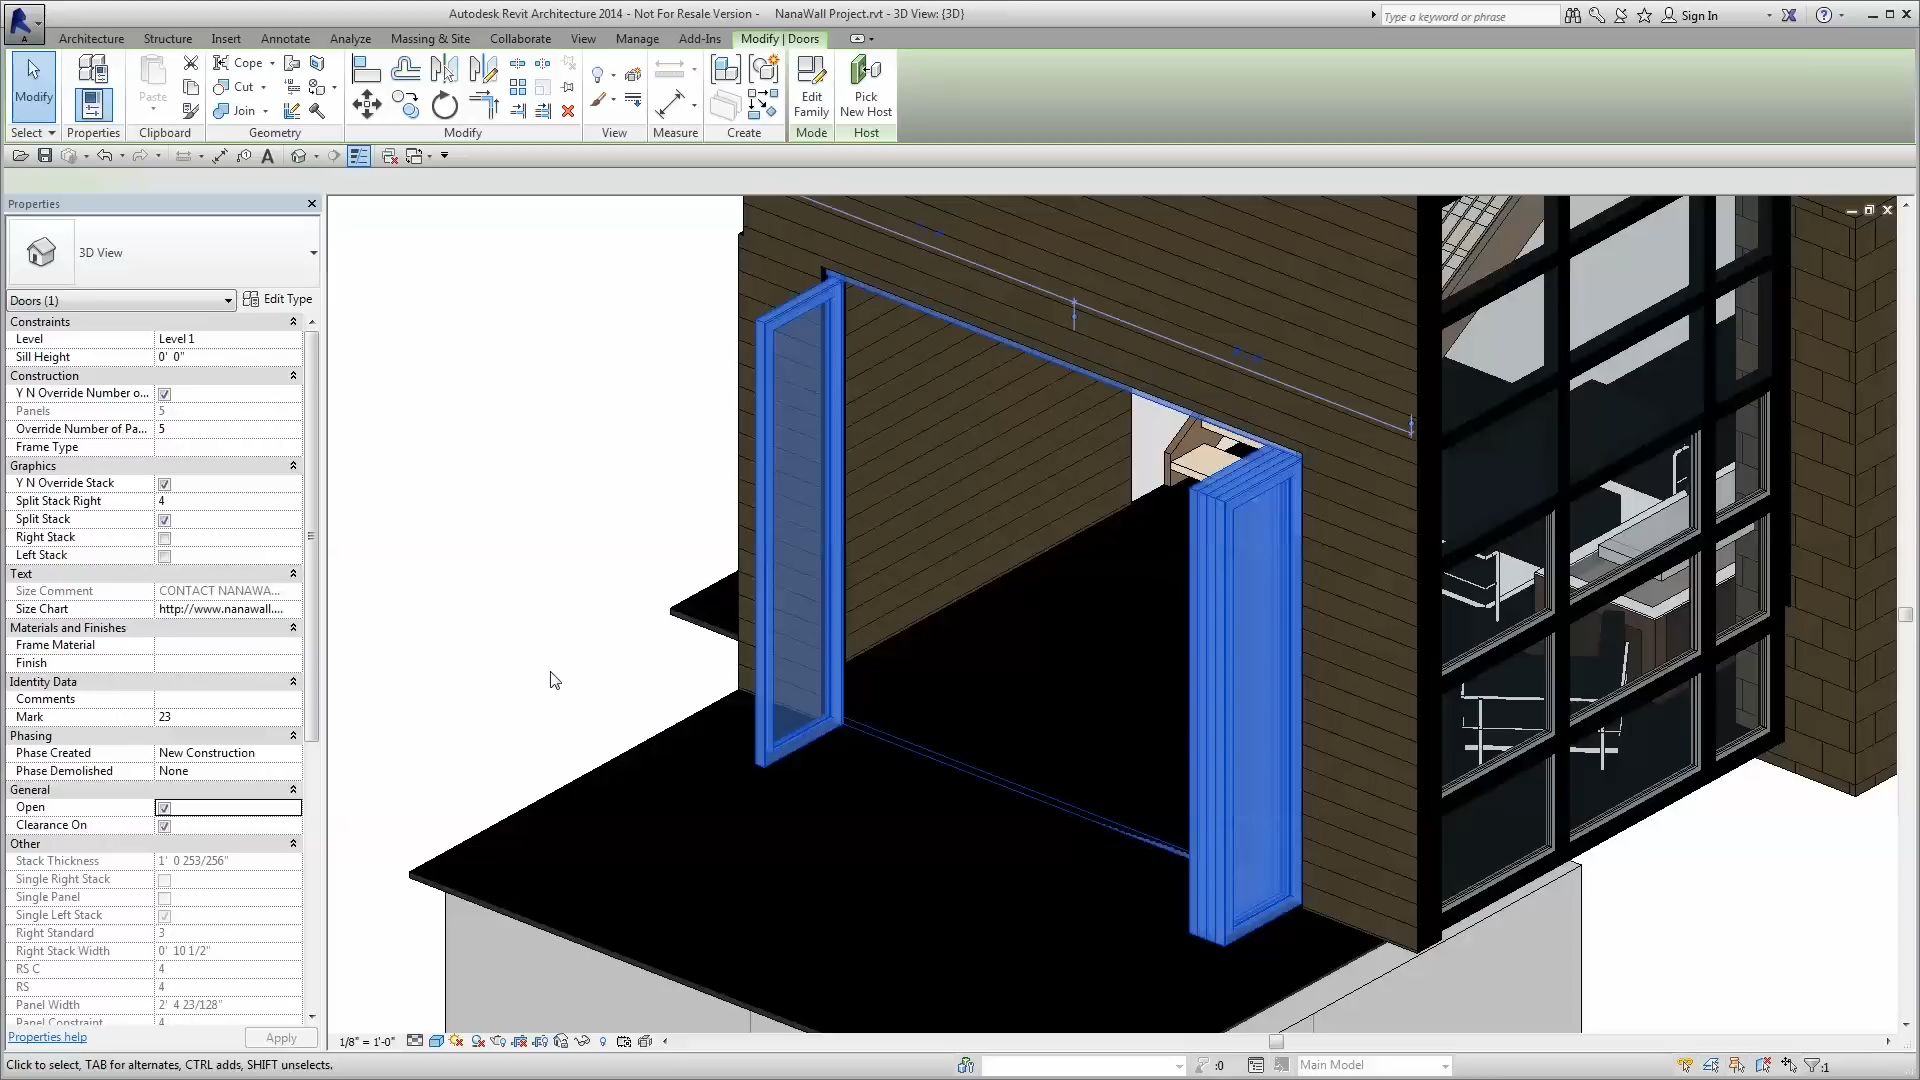 Autodesk Revit Architecture 2014 - Not For Resale Version - NanaWall Project.rvt - 3D View: {3D}
Type a keyword or phrase
Sign In
Architecture Structure Insert Annotate Analyze Massing & Site Collaborate View Manage Add-Ins Modify | Doors
Modify
Paste
Cope
Cut
Join
Edit Family
Pick New Host
Select Properties Clipboard Geometry Modify View Measure Create Mode Host
Properties
3D View
Doors (1) Edit Type
Constraints
Level Level 1
Sill Height 0' 0"
Construction
Y N Override Number o...
Panels 5
Override Number of Pa... 5
Frame Type
Graphics
Y N Override Stack
Split Stack Right 4
Split Stack
Right Stack
Left Stack
Text
Size Comment CONTACT NANAWA...
Size Chart http://www.nanawall....
Materials and Finishes
Frame Material
Finish
Identity Data
Comments
Mark 23
Phasing
Phase Created New Construction
Phase Demolished None
General
Open
Clearance On
Other
Stack Thickness 1' 0 253/256"
Single Right Stack
Single Panel
Single Left Stack
Right Standard 3
Right Stack Width 0' 10 1/2"
RS C 4
RS 4
Panel Width 2' 4 23/128"
Panel Constraint 4
Properties help Apply
1/8" = 1'-0"
Click to select, TAB for alternates, CTRL adds, SHIFT unselects.
:0
Main Model
:1